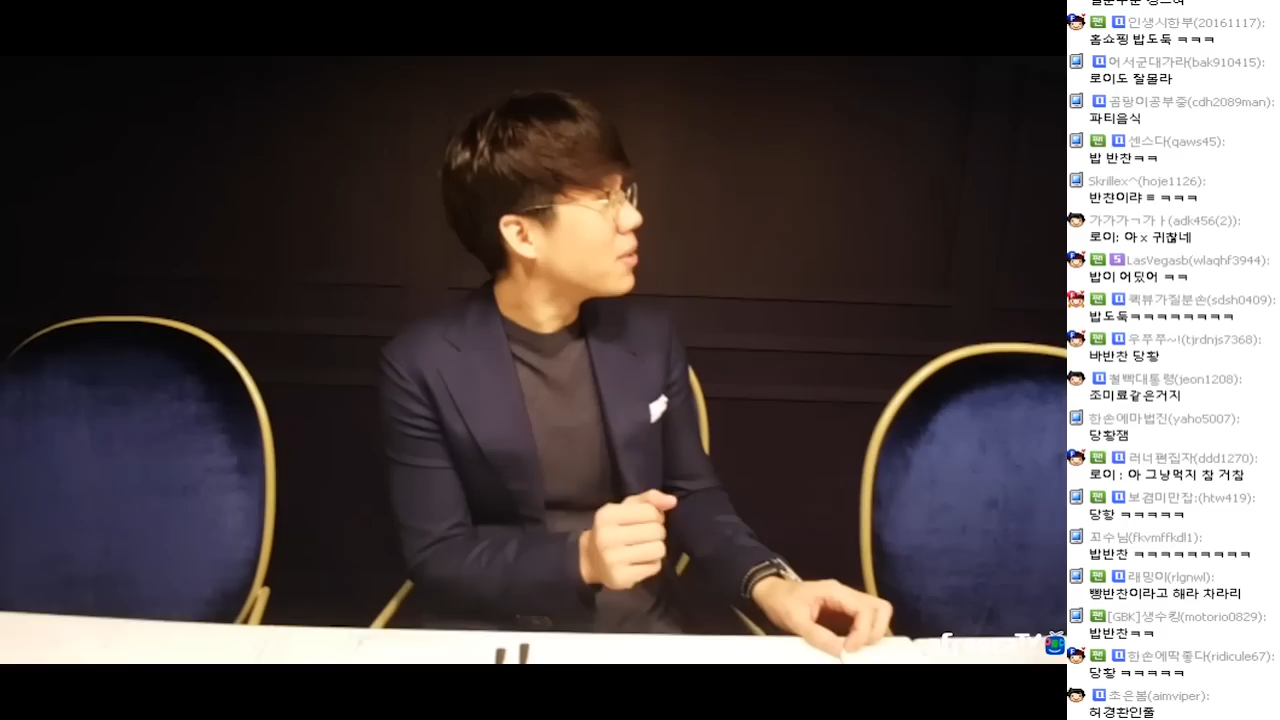 인생시한부(20161117):
홈쇼핑 밥도둑 ㅋㅋㅋ
어서군대가라(bak910415):
로이도 잘몰라
곰팡이공부중(cdh2089man):
파티음식
센스다(qaws45):
밥 반찬ㅋㅋ
Skrillex^(hoje1126):
반챤이랴ㅌㅋㅋㅋ
가가가ㄱ가ㅏ(adk456(2)):
로이: 아 x 귀찮네
LasVegasb(wlaqhf3944):
밥이 어딨어 ㅋㅋ
퀵뷰가질분손(sdsh0409):
밥도둑ㅋㅋㅋㅋㅋㅋㅋㅋ
우쭈쭈~!(tjrdnjs7368):
바반찬 당황
철빡대통령(jeon1208):
조미료같은거지
한손에마법진(yaho5007):
당황잼
러너편집자(ddd1270):
로이 : 아 그냥먹지 참 거참
보겸미만잡:(htw419):
당항 ㅋㅋㅋㅋㅋ
꼬수님(fkvmffkdl1):
밥반찬 ㅋㅋㅋㅋㅋㅋㅋㅋㅋ
래밍이(rlgnwl):
빵반찬이라고 해라 차라리
[GBK]생수킹(motorio0829):
밥반찬ㅋㅋ
한손에떡좋다(ridicule67):
당황 ㅋㅋㅋㅋㅋ
초은봄(aimviper):
허경환인줄